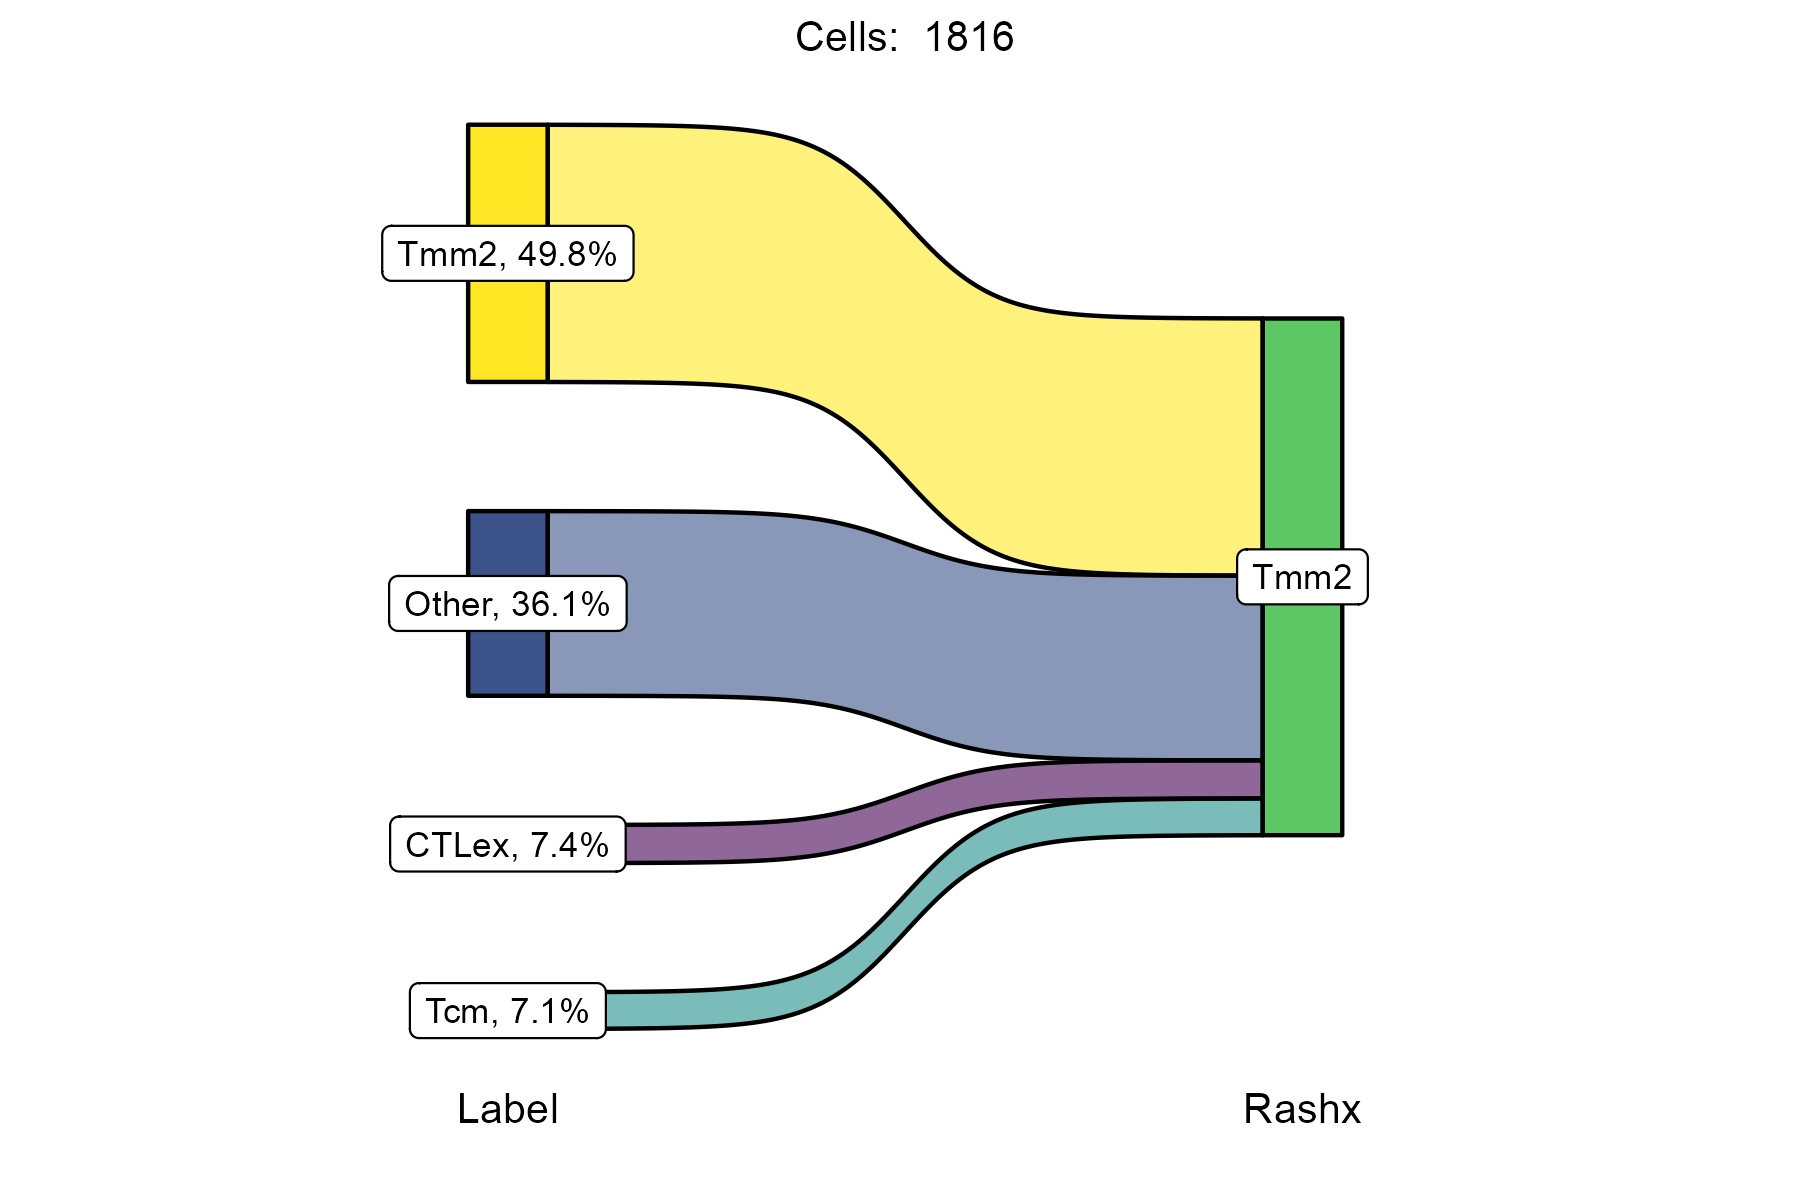 Cells: 1816
Tmm2, 49.8%
Other, 36.1%
Tmm2
CTLex, 7.4%
Tcm, 7.1%
Label
Rashx